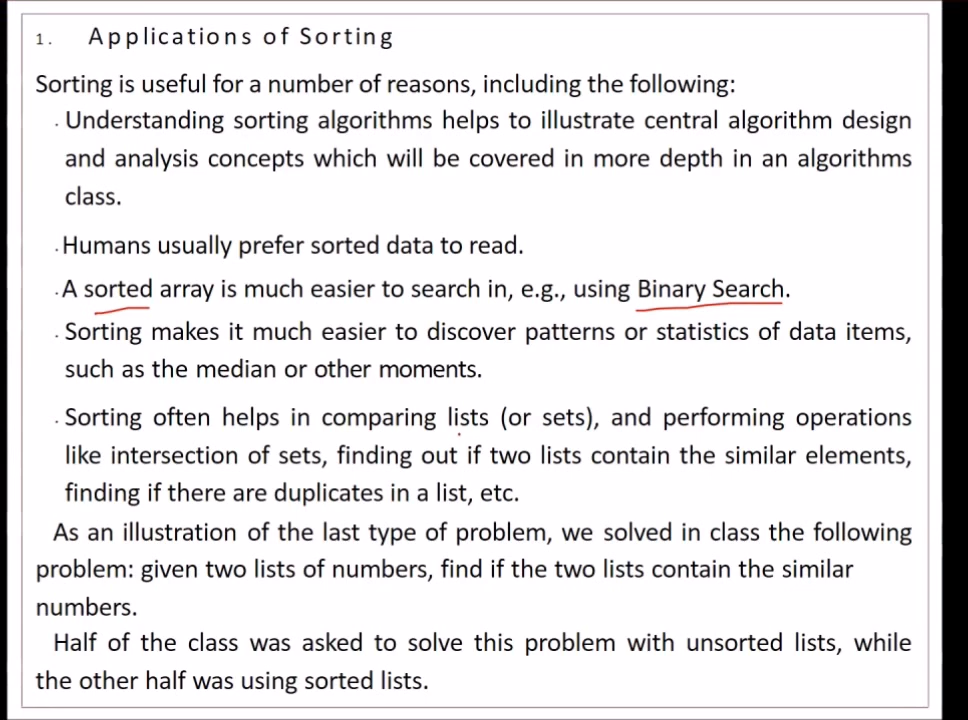 1. Applications of Sorting
Sorting is useful for a number of reasons, including the following:
· Understanding sorting algorithms helps to illustrate central algorithm design
and analysis concepts which will be covered in more depth in an algorithms
class.
· Humans usually prefer sorted data to read.
· A sorted array is much easier to search in, e.g., using Binary Search.
· Sorting makes it much easier to discover patterns or statistics of data items,
such as the median or other moments.
· Sorting often helps in comparing lists (or sets), and performing operations
like intersection of sets, finding out if two lists contain the similar elements,
finding if there are duplicates in a list, etc.
As an illustration of the last type of problem, we solved in class the following
problem: given two lists of numbers, find if the two lists contain the similar
numbers.
Half of the class was asked to solve this problem with unsorted lists, while
the other half was using sorted lists.